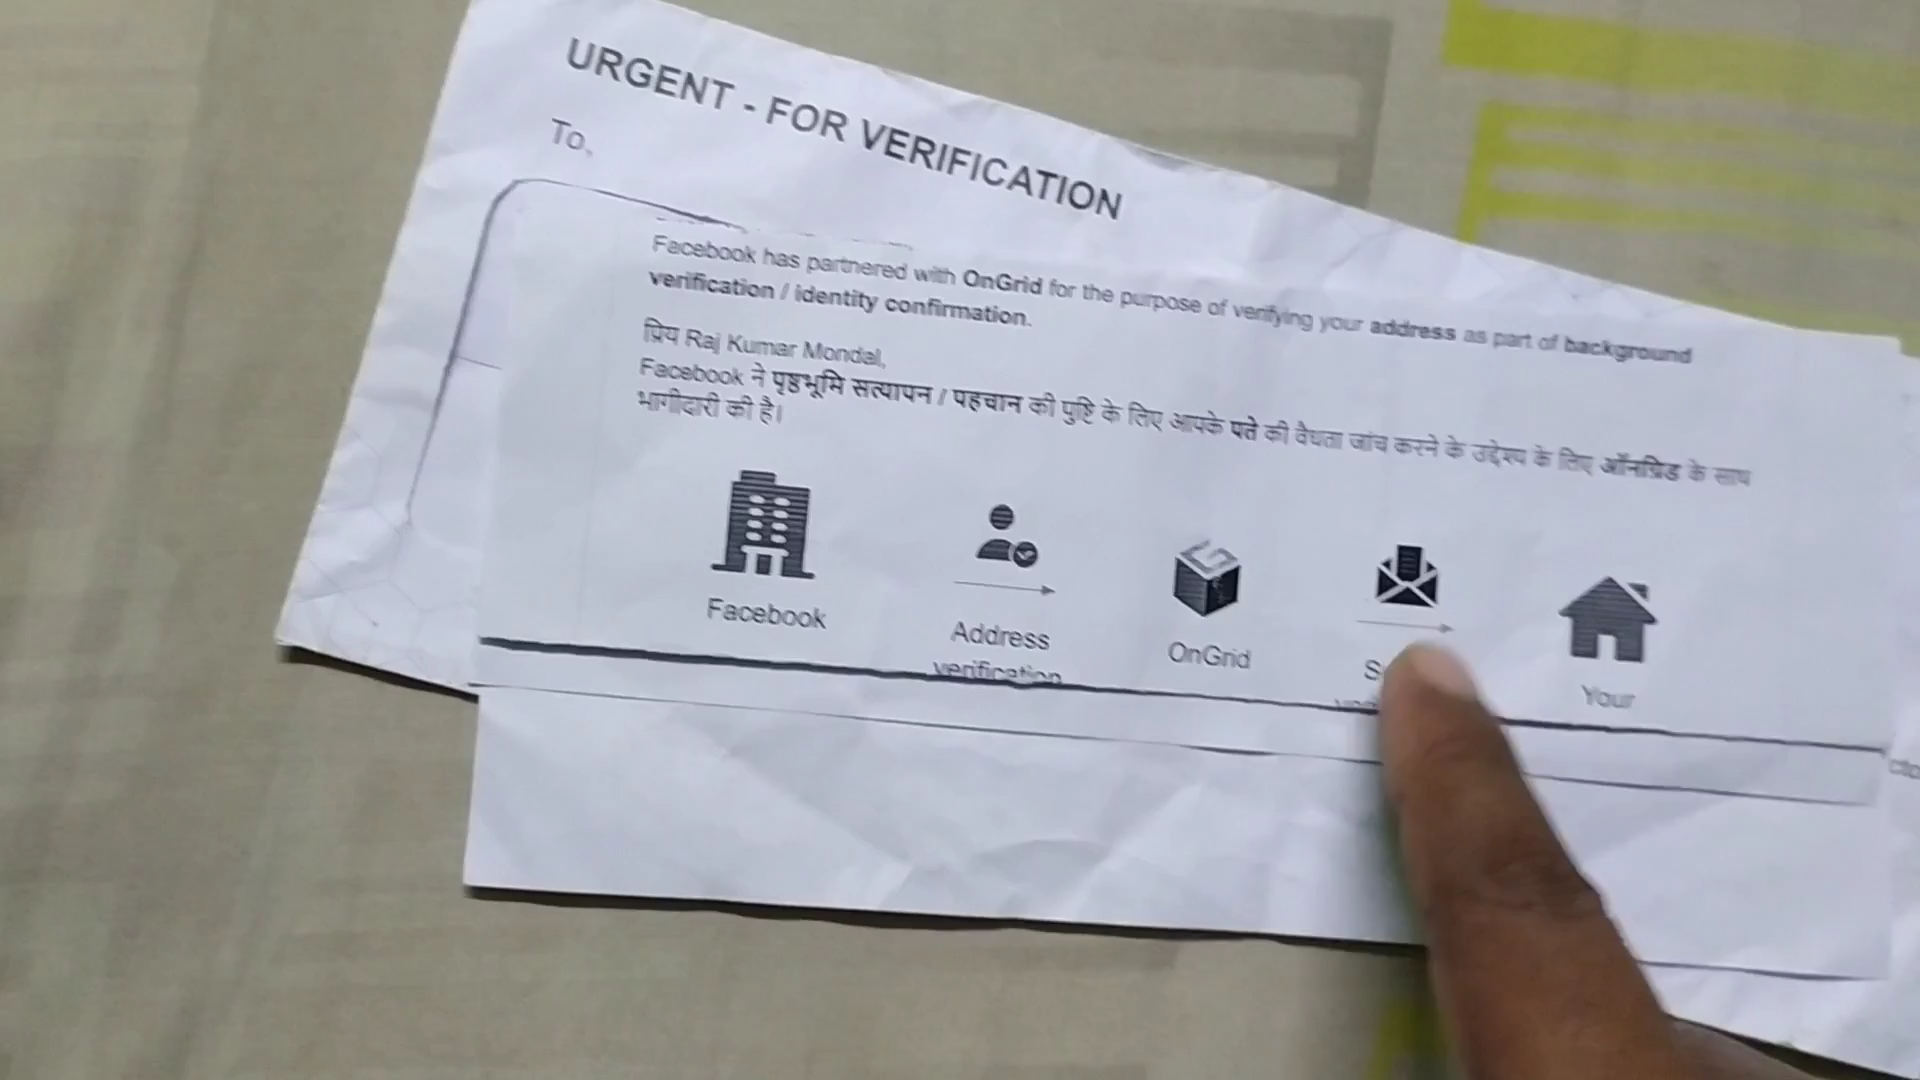 URGENT - FOR VERIFICATION
To,
Facebook has partnered with OnGrid for the purpose of verifying your address as part of background
verification / identity confirmation.
प्रिय Raj Kumar Mondal,
Facebook ने पृष्ठभूमि सत्यापन / पहचान की पुष्टि के लिए आपके पते की वैधता जांच करने के उद्देश्य के लिए ऑनग्रिड के साथ
भागीदारी की है।
Facebook
Address
verification
OnGrid
Your